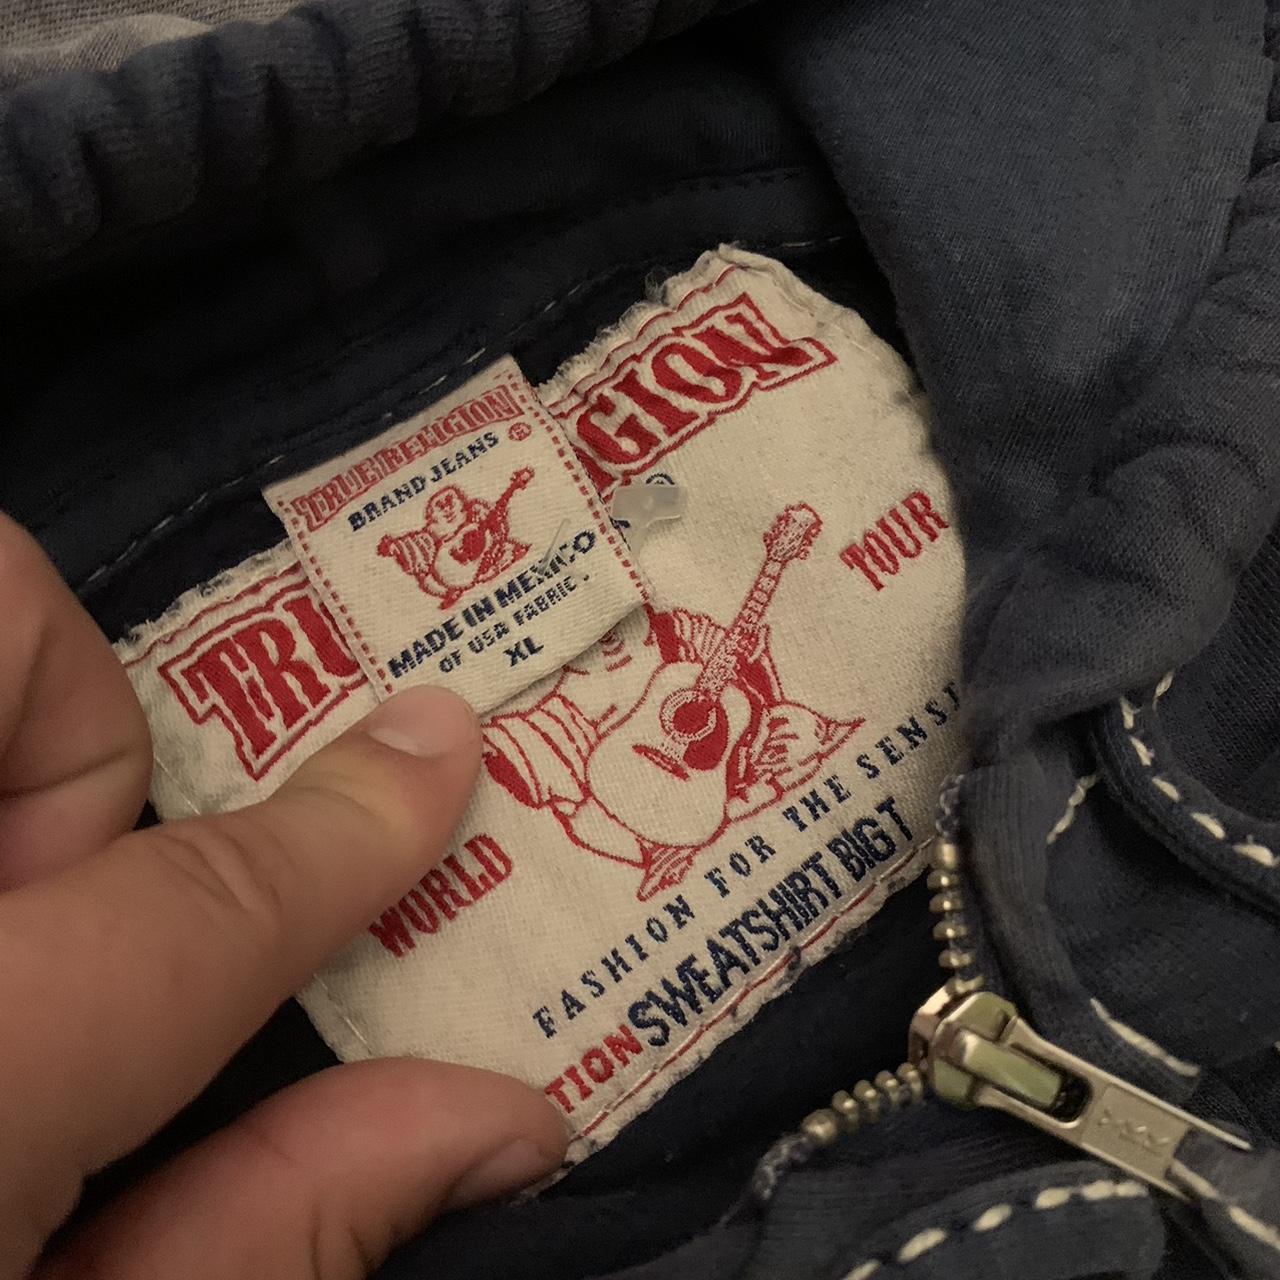 TRUE RELIGION
BRAND JEANS
MADE IN MEXICO
OF USA FABRIC.
XL
TRU
GION
WORLD
TOUR
FASHION FOR THE SENS
TION SWEATSHIRT BIG T